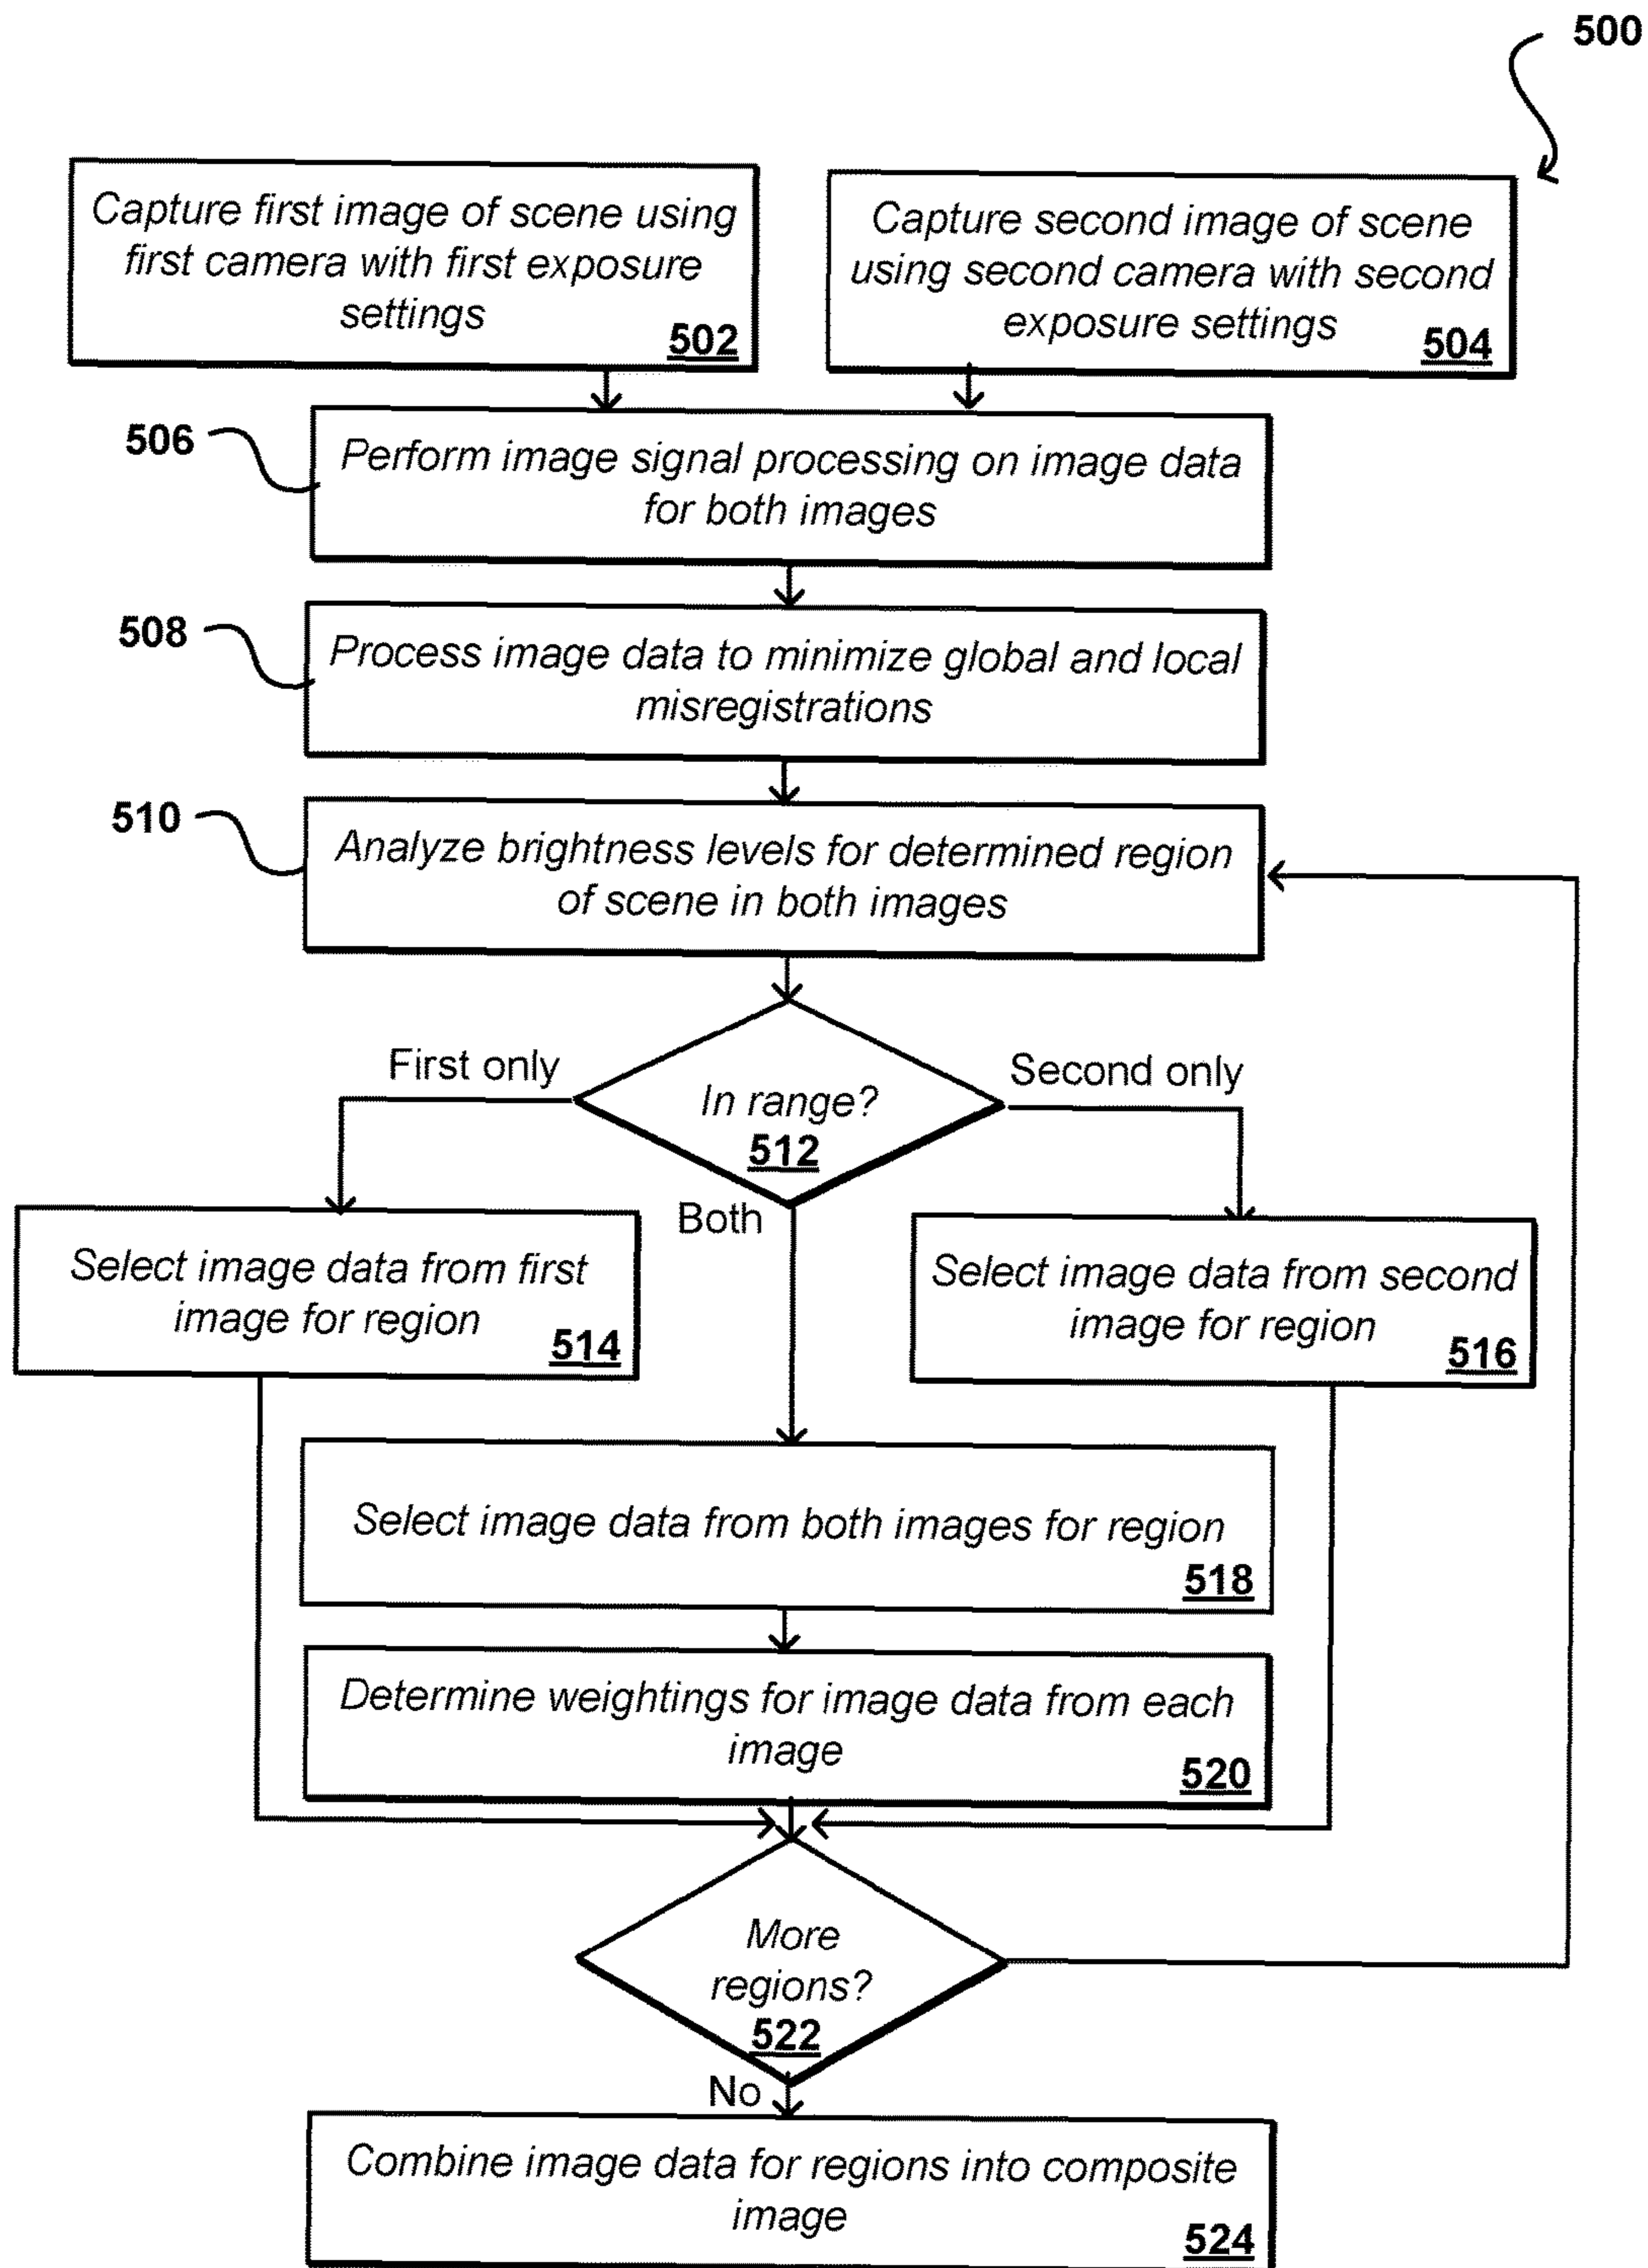 500
Capture first image of scene using
first camera with first exposure
settings
502
Capture second image of scene
using second camera with second
exposure settings
504
506
Perform image signal processing on image data
for both images
508
Process image data to minimize global and local
misregistrations
510
Analyze brightness levels for determined region
of scene in both images
First only
In range?
512
Second only
Both
Select image data from first
image for region
514
Select image data from second
image for region
516
Select image data from both images for region
518
Determine weightings for image data from each
image
520
More
regions?
522
No
Combine image data for regions into composite
image
524